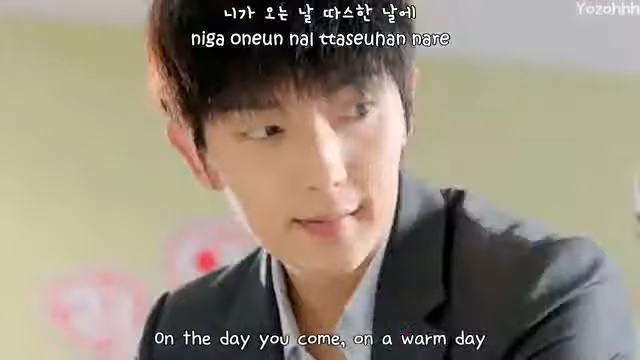 니가 오는 날 따스한 날에
Yozohhh
niga oneun nal ttaseuhan nare
On the day you come, on a warm day